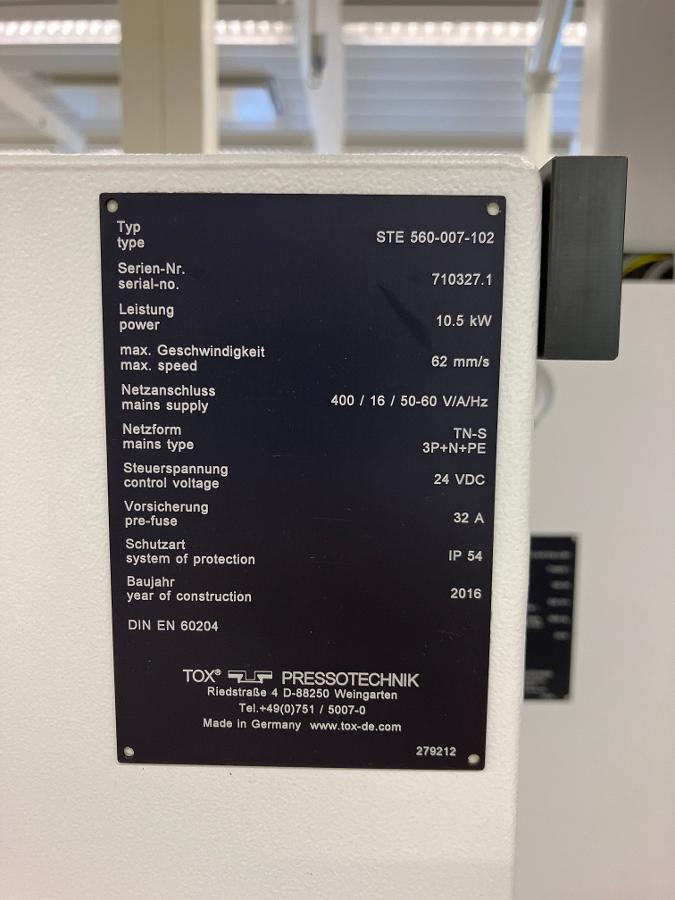 Typ
type
STE 560-007-102
Serien-Nr.
serial-no.
710327.1
Leistung
power
10.5 kW
max. Geschwindigkeit
max. speed
62 mm/s
Netzanschluss
mains supply
400 / 16 / 50-60 V/A/Hz
Netzform
mains type
TN-S
3P+N+PE
Steuerspannung
control voltage
24 VDC
Vorsicherung
pre-fuse
32 A
Schutzart
system of protection
IP 54
Baujahr
year of construction
2016
DIN EN 60204
TOX® PRESSOTECHNIK
Riedstraße 4 D-88250 Weingarten
Tel.+49(0)751 / 5007-0
Made in Germany www.tox-de.com
279212